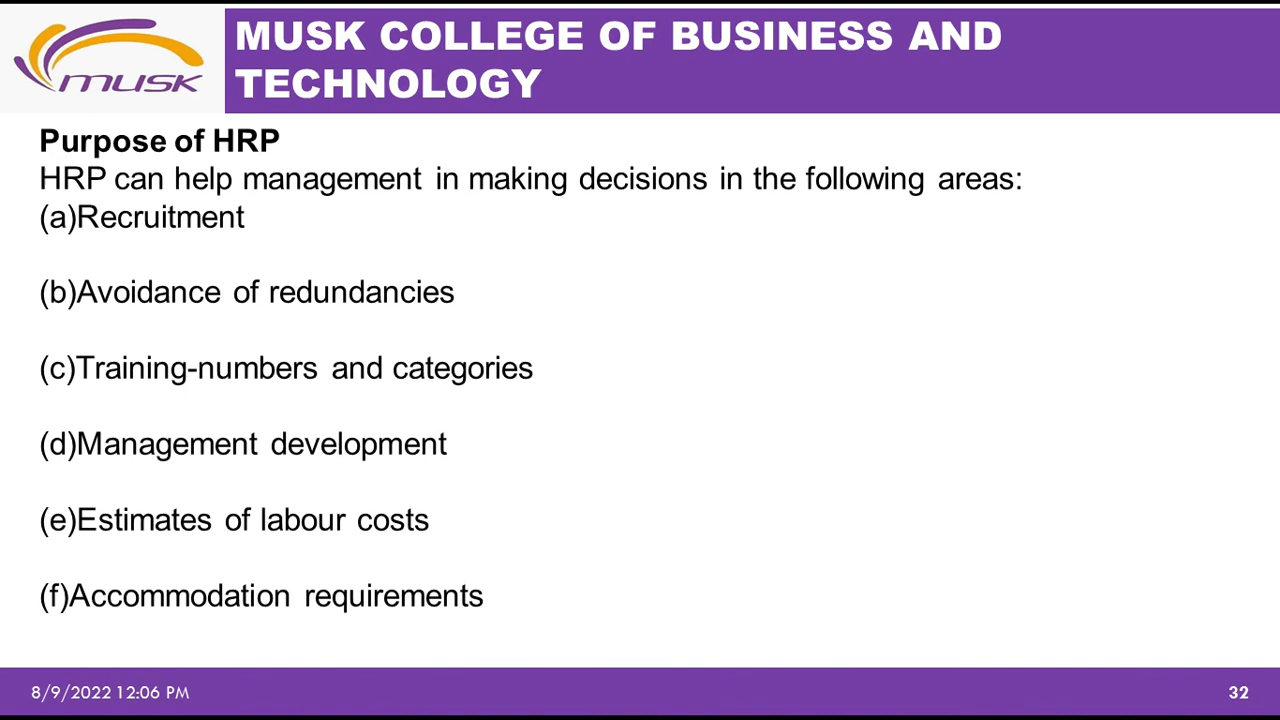 musk
MUSK COLLEGE OF BUSINESS AND
TECHNOLOGY
Purpose of HRP
HRP can help management in making decisions in the following areas:
(a)Recruitment
(b)Avoidance of redundancies
(c)Training-numbers and categories
(d)Management development
(e)Estimates of labour costs
(f)Accommodation requirements
8/9/2022 12:06 PM
32